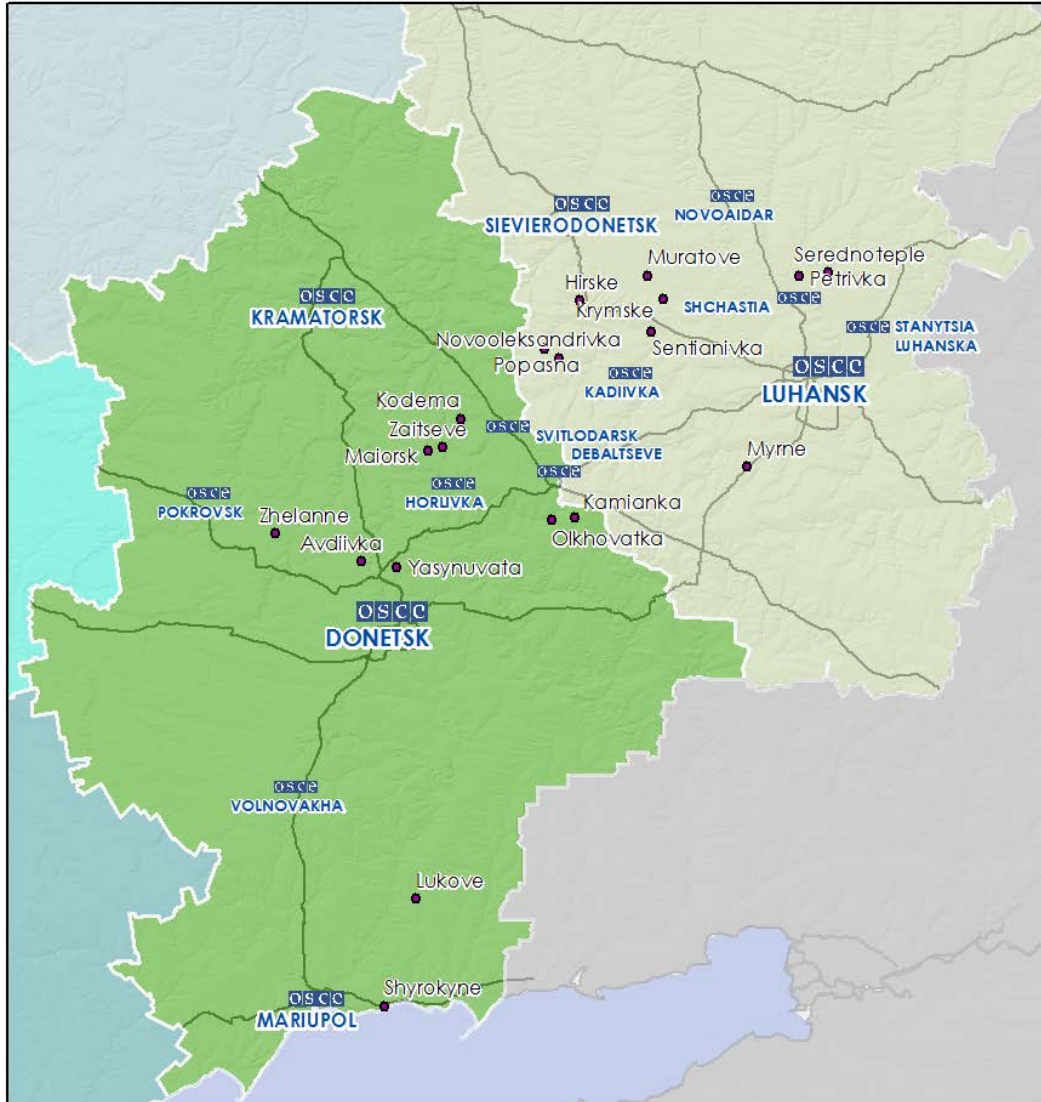 osce
SIEVIERODONETSK
osce
NOVOAIDAR
Muratove
Serednoteple
Petrivka
Hirske
Krymske
osce
SHCHASTIA
osce
KRAMATORSK
osce
STANYTSIA
LUHANSKA
Novooleksandrivka
Sentianivka
Popasna
osce
KADIIVKA
osce
LUHANSK
Kodema
Zaitseve
Maiorsk
osce
SVITLODARSK
DEBALTSEVE
osce
Myrne
osce
HORLIVKA
osce
POKROVSK
Zhelanne
Kamianka
Olkhovatka
Avdiivka
Yasynuvata
osce
DONETSK
osce
VOLNOVAKHA
Lukove
Shyrokyne
osce
MARIUPOL